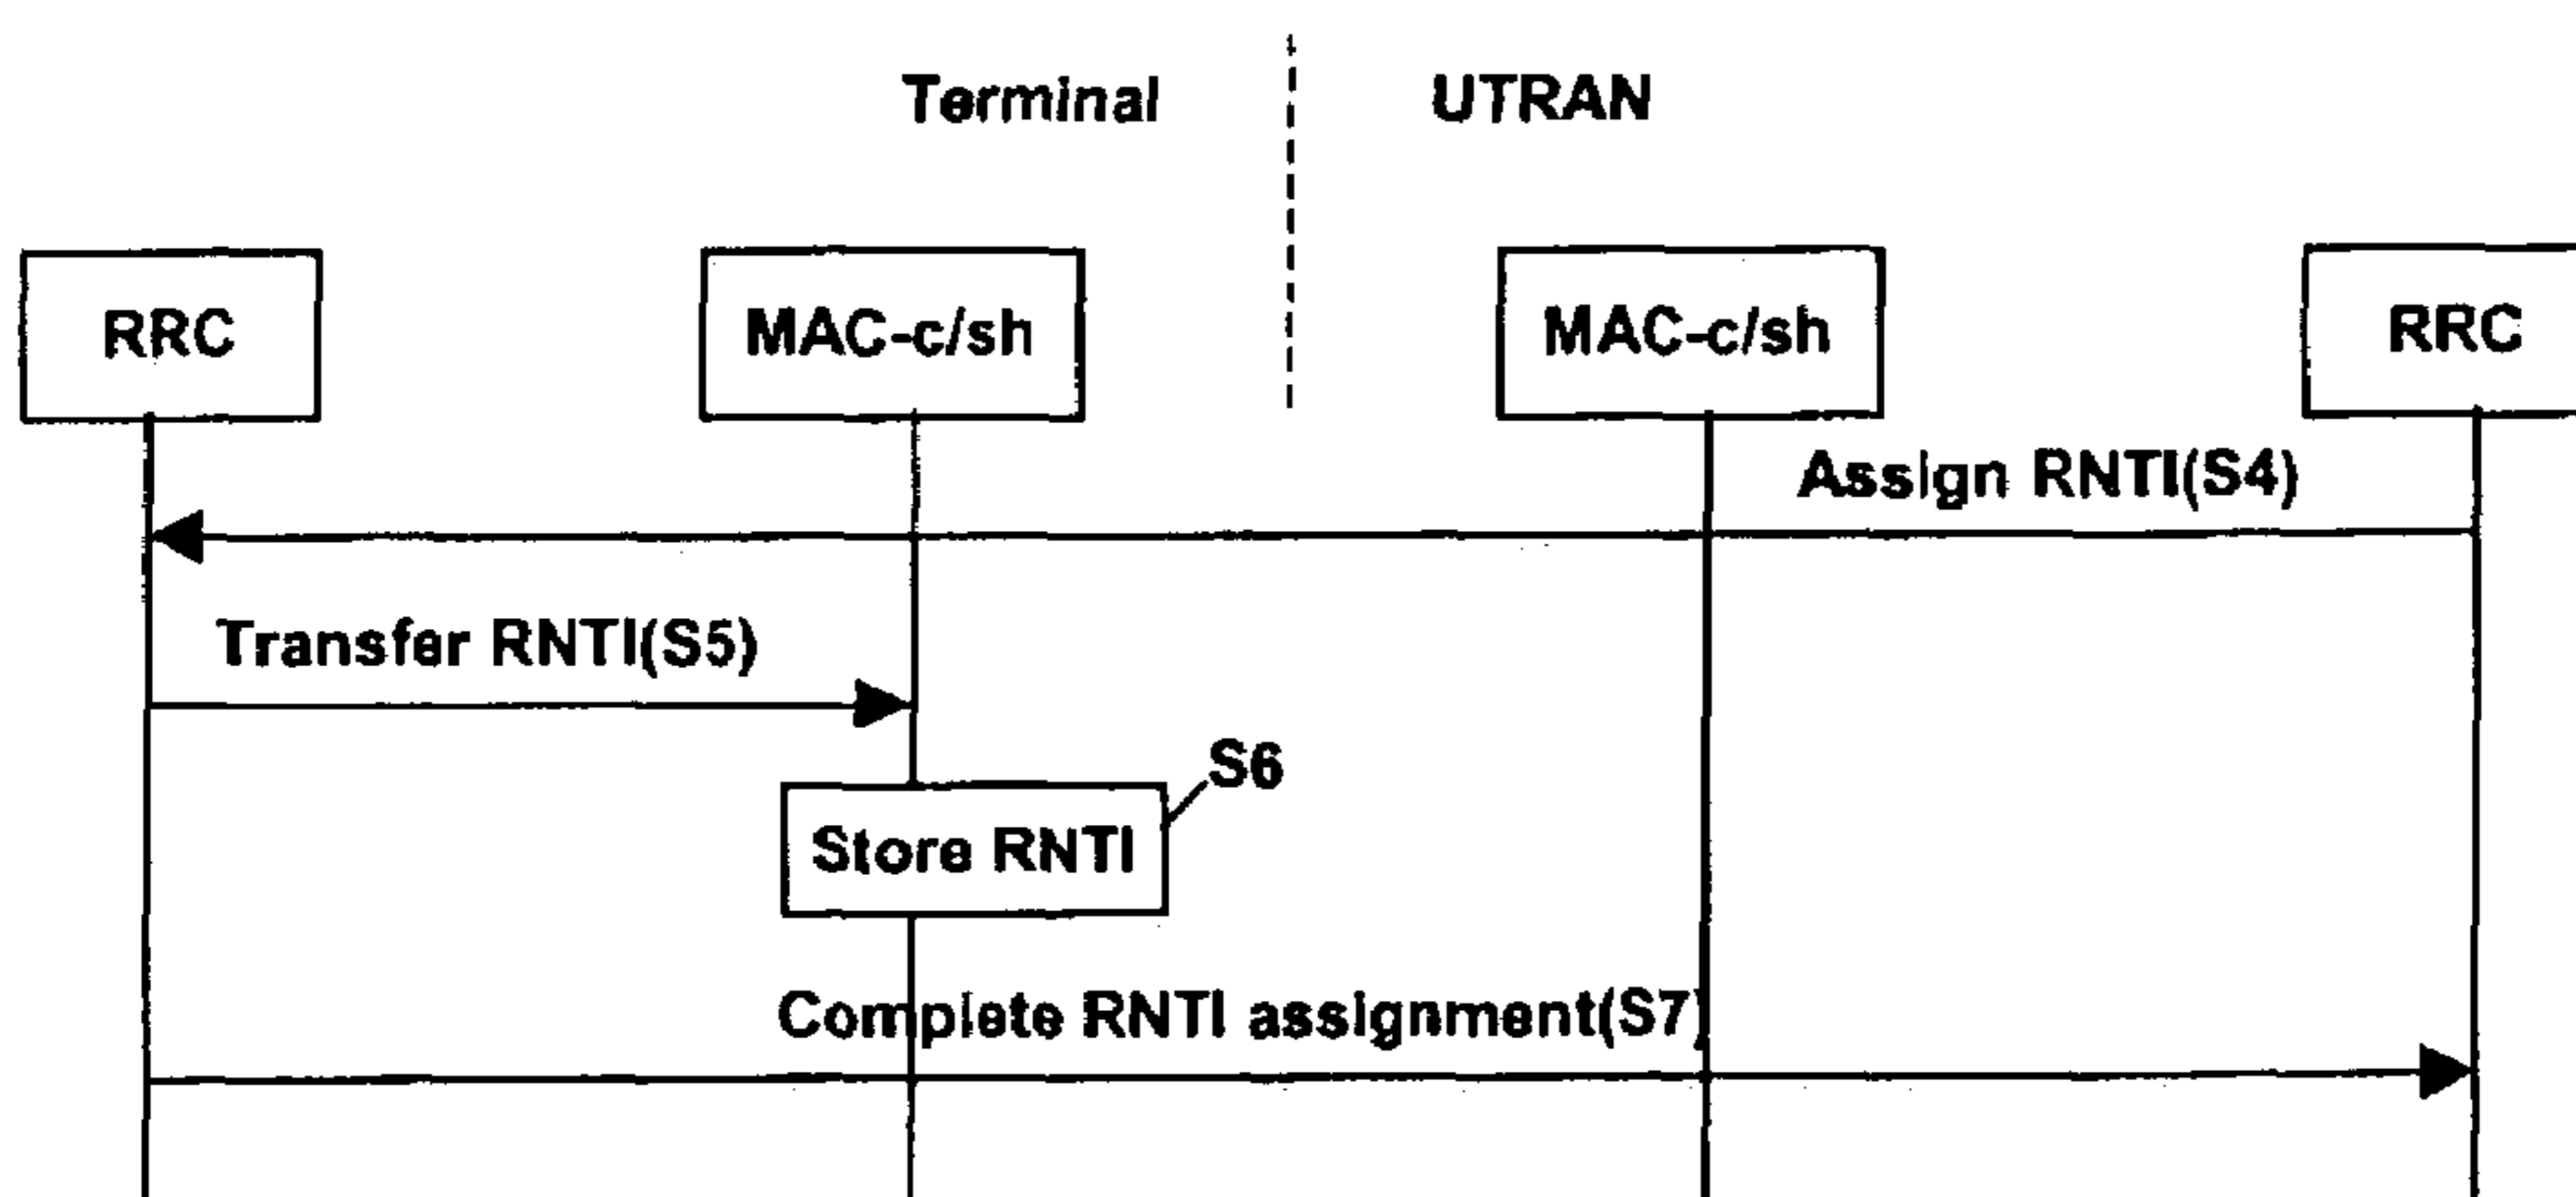 Terminal
UTRAN
RRC
MAC-c/sh
MAC-c/sh
RRC
Assign RNTI(S4)
Transfer RNTI(S5)
S6
Store RNTI
Complete RNTI assignment(S7)